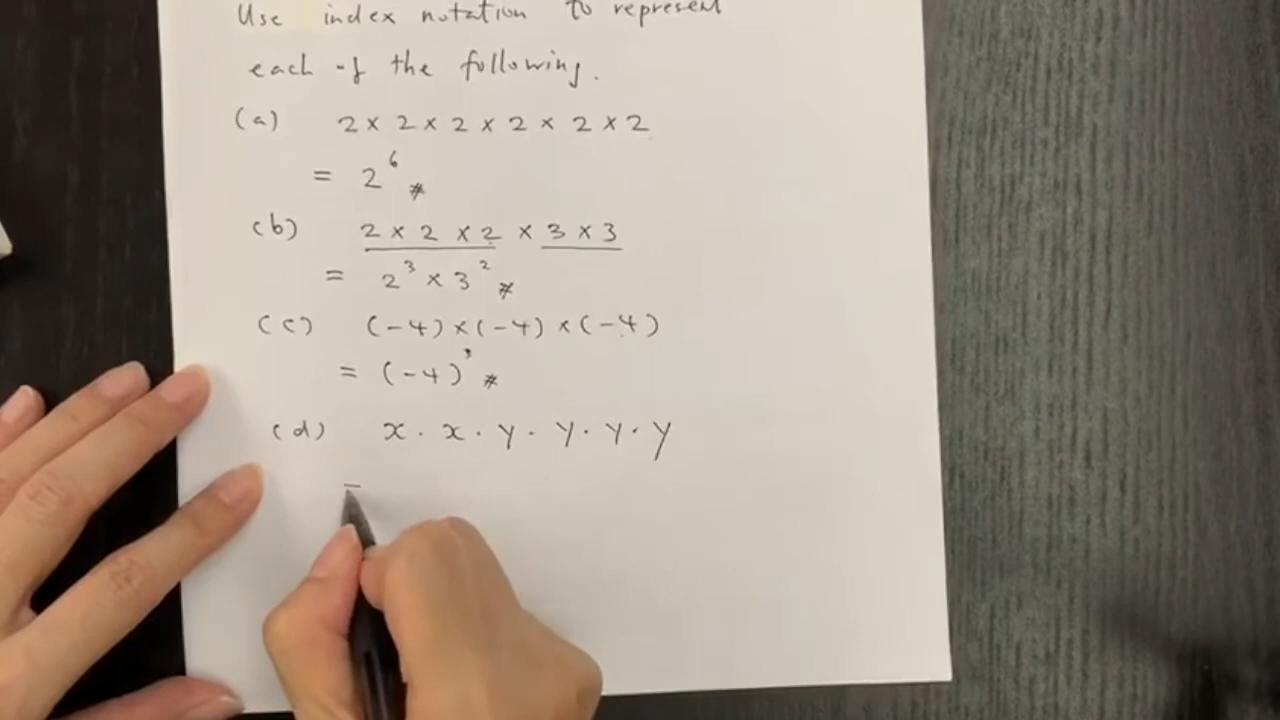 Use index notation to represent
each of the following.
(a) 2 × 2 × 2 × 2 × 2 × 2
= 2⁶ #
(b) 2 × 2 × 2 × 3 × 3
= 2³ × 3² #
(c) (-4) × (-4) × (-4)
= (-4)³ #
(d) x · x · y · y · y · y